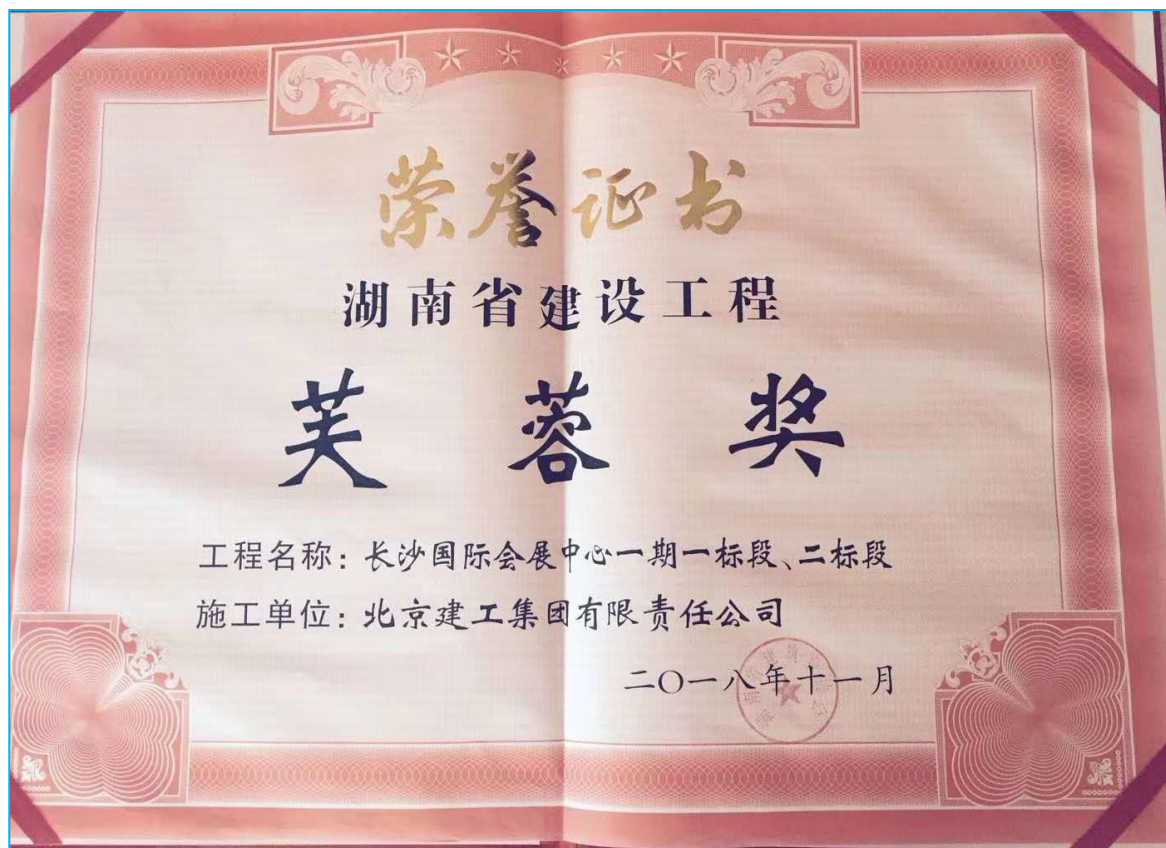 荣誉证书
湖南省建设工程
芙蓉奖
工程名称：长沙国际会展中心一期一标段、二标段
施工单位：北京建工集团有限责任公司
二〇一八年十一月